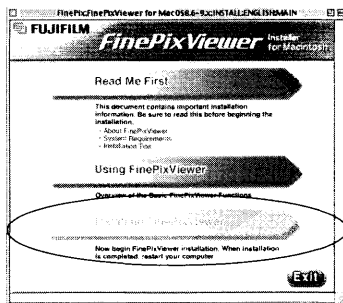 FinePix:FinePixViewer for MacOS8.6-9.x:INSTALL:ENGLISH:MAIN
FUJIFILM
FinePixViewer Installer
for Macintosh
Read Me First
This document contains important installation
information. Be sure to read this before beginning the
installation.
- About FinePixViewer
- System Requirements
- Installation Tips
Using FinePixViewer
Overview of the Basic FinePixViewer Functions
Now begin FinePixViewer installation. When installation
is completed, restart your computer
Exit